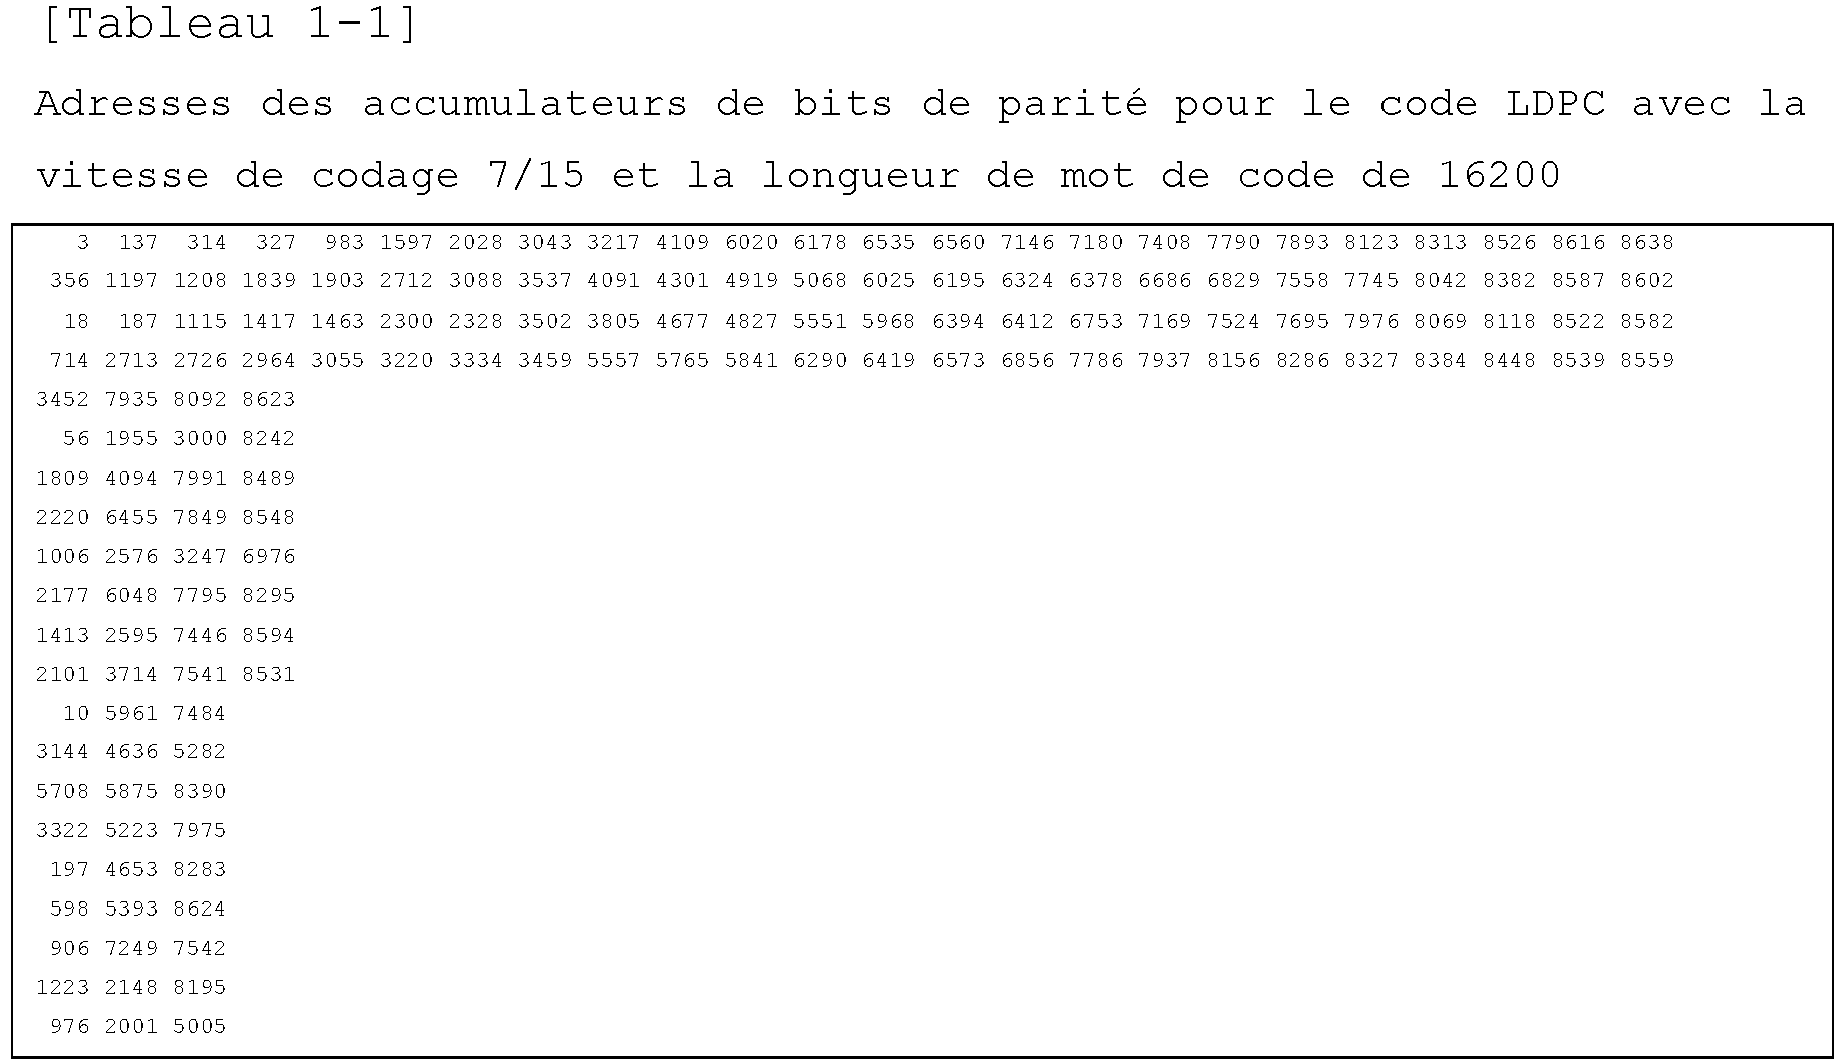 [Tableau 1-1]
Adresses des accumulateurs de bits de parité pour le code LDPC avec la
vitesse de codage 7/15 et la longueur de mot de code de 16200
3 137 314 327 983 1597 2028 3043 3217 4109 6020 6178 6535 6560 7146 7180 7408 7790 7893 8123 8313 8526 8616 8638
356 1197 1208 1839 1903 2712 3088 3537 4091 4301 4919 5068 6025 6195 6324 6378 6686 6829 7558 7745 8042 8382 8587 8602
18 187 1115 1417 1463 2300 2328 3502 3805 4677 4827 5551 5968 6394 6412 6753 7169 7524 7695 7976 8069 8118 8522 8582
714 2713 2726 2964 3055 3220 3334 3459 5557 5765 5841 6290 6419 6573 6856 7786 7937 8156 8286 8327 8384 8448 8539 8559
3452 7935 8092 8623
56 1955 3000 8242
1809 4094 7991 8489
2220 6455 7849 8548
1006 2576 3247 6976
2177 6048 7795 8295
1413 2595 7446 8594
2101 3714 7541 8531
10 5961 7484
3144 4636 5282
5708 5875 8390
3322 5223 7975
197 4653 8283
598 5393 8624
906 7249 7542
1223 2148 8195
976 2001 5005